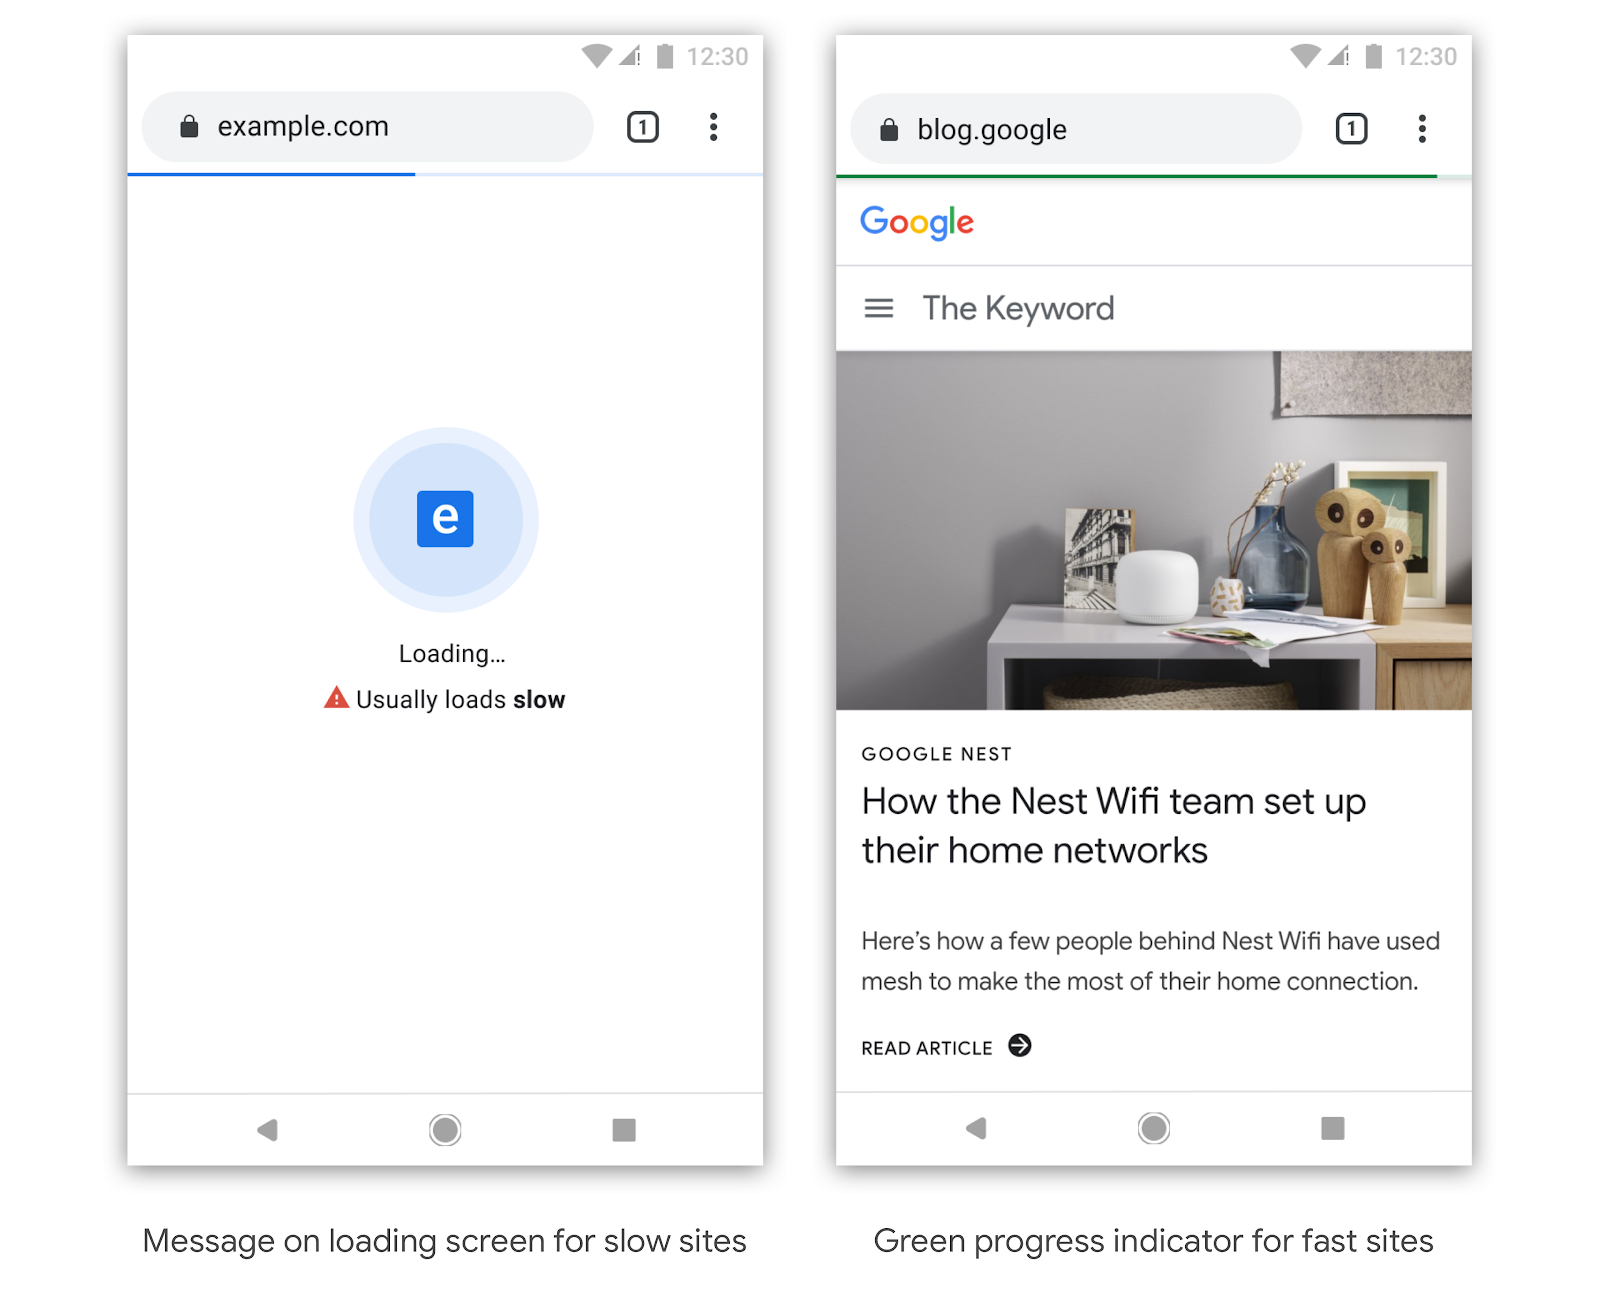 12:30
example.com
1
e
Loading...
Usually loads slow
Message on loading screen for slow sites
12:30
blog.google
1
Google
The Keyword
GOOGLE NEST
How the Nest Wifi team set up
their home networks
Here’s how a few people behind Nest Wifi have used
mesh to make the most of their home connection.
READ ARTICLE
Green progress indicator for fast sites